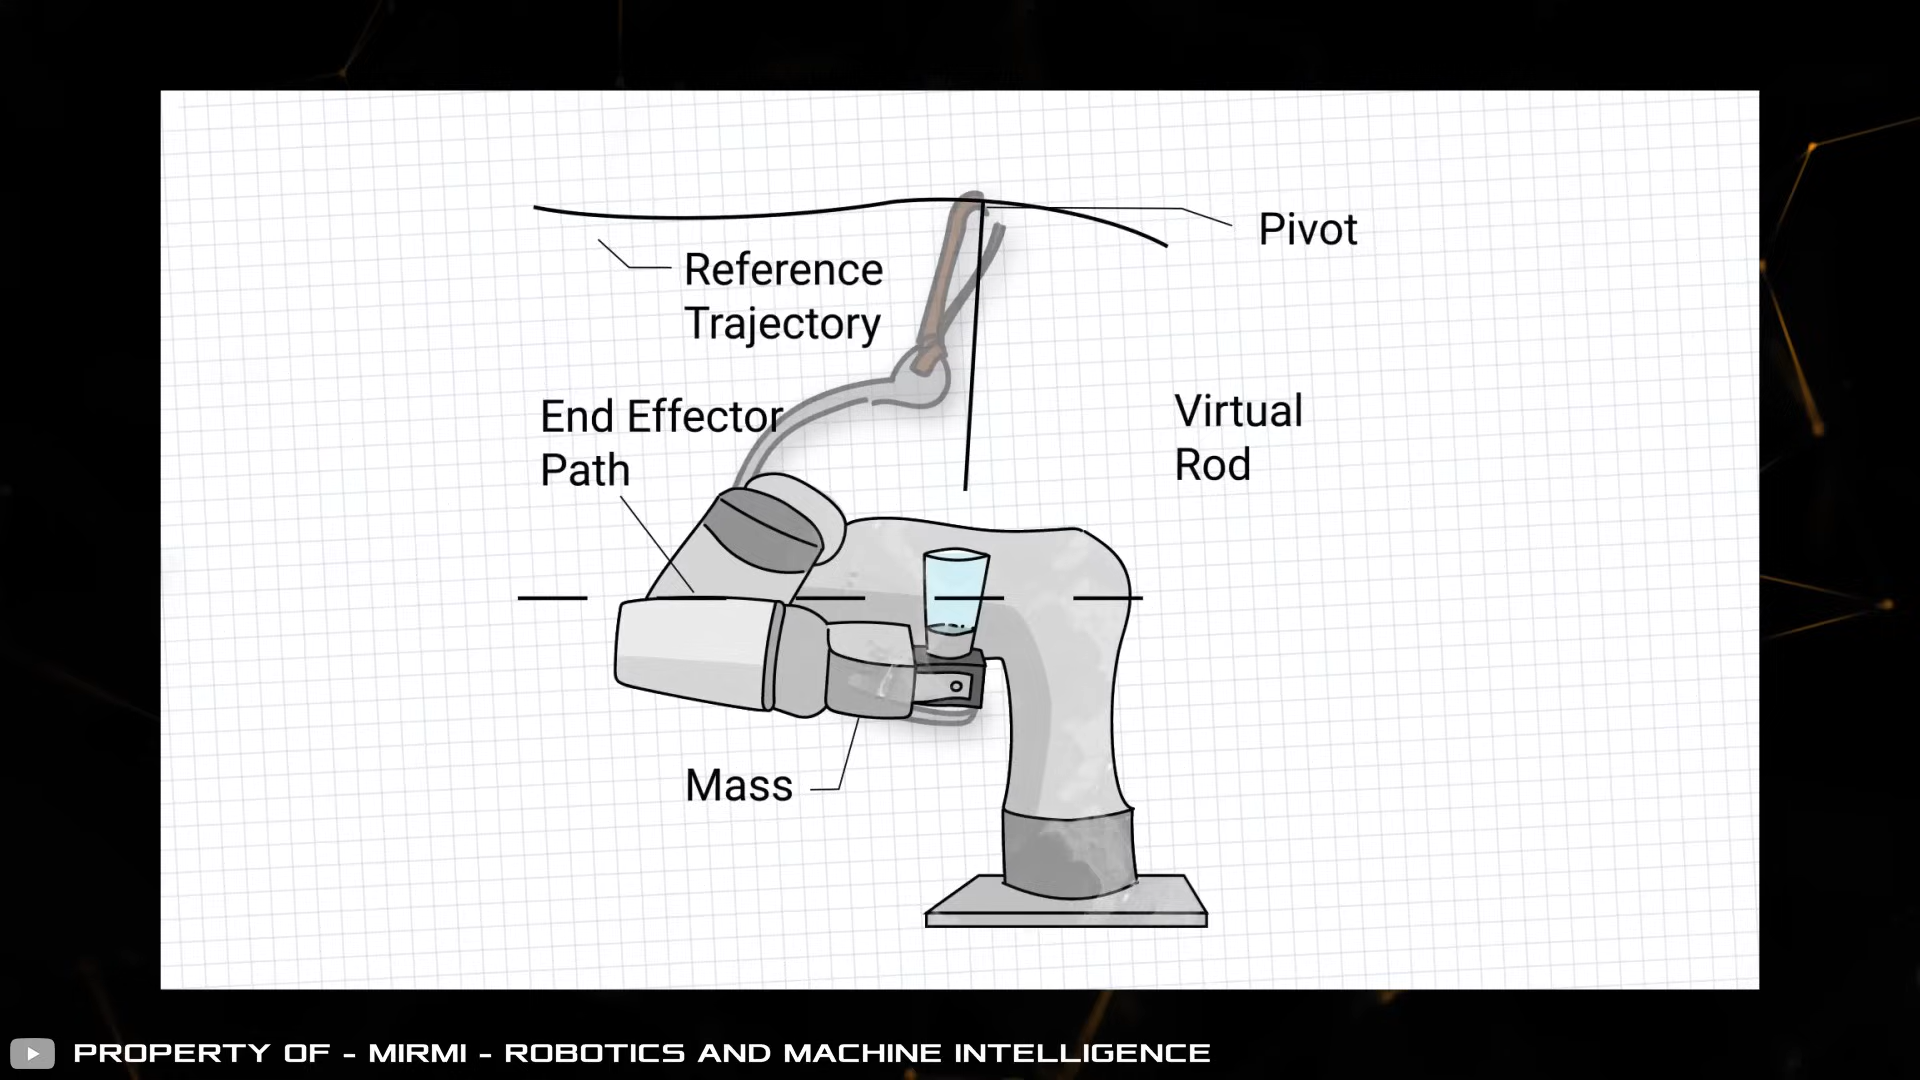 Pivot
Reference
Trajectory
End Effector
Path
Virtual
Rod
Mass
PROPERTY OF - MIRMI - ROBOTICS AND MACHINE INTELLIGENCE